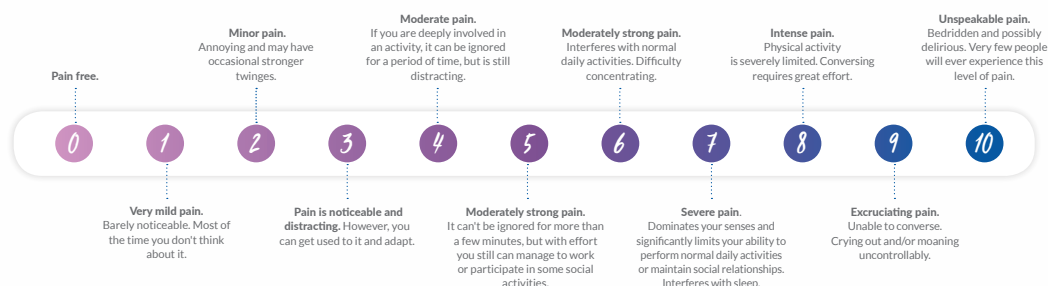 Pain free.
Minor pain.
Annoying and may have
occasional stronger
twinges.
Moderate pain.
If you are deeply involved in
an activity, it can be ignored
for a period of time, but is still
distracting.
Moderately strong pain.
Interferes with normal
daily activities. Difficulty
concentrating.
Intense pain.
Physical activity
is severely limited. Conversing
requires great effort.
Unspeakable pain.
Bedridden and possibly
delirious. Very few people
will ever experience this
level of pain.
0 1 2 3 4 5 6 7 8 9 10
Very mild pain.
Barely noticeable. Most of
the time you don't think
about it.
Pain is noticeable and
distracting. However, you
can get used to it and adapt.
Moderately strong pain.
It can't be ignored for more than
a few minutes, but with effort
you still can manage to work
or participate in some social
activities.
Severe pain.
Dominates your senses and
significantly limits your ability to
perform normal daily activities
or maintain social relationships.
Interferes with sleep.
Excruciating pain.
Unable to converse.
Crying out and/or moaning
uncontrollably.